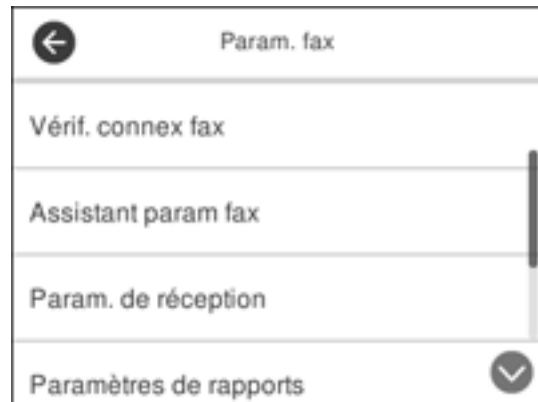 Param. fax
Vérif. connex fax
Assistant param fax
Param. de réception
Paramètres de rapports